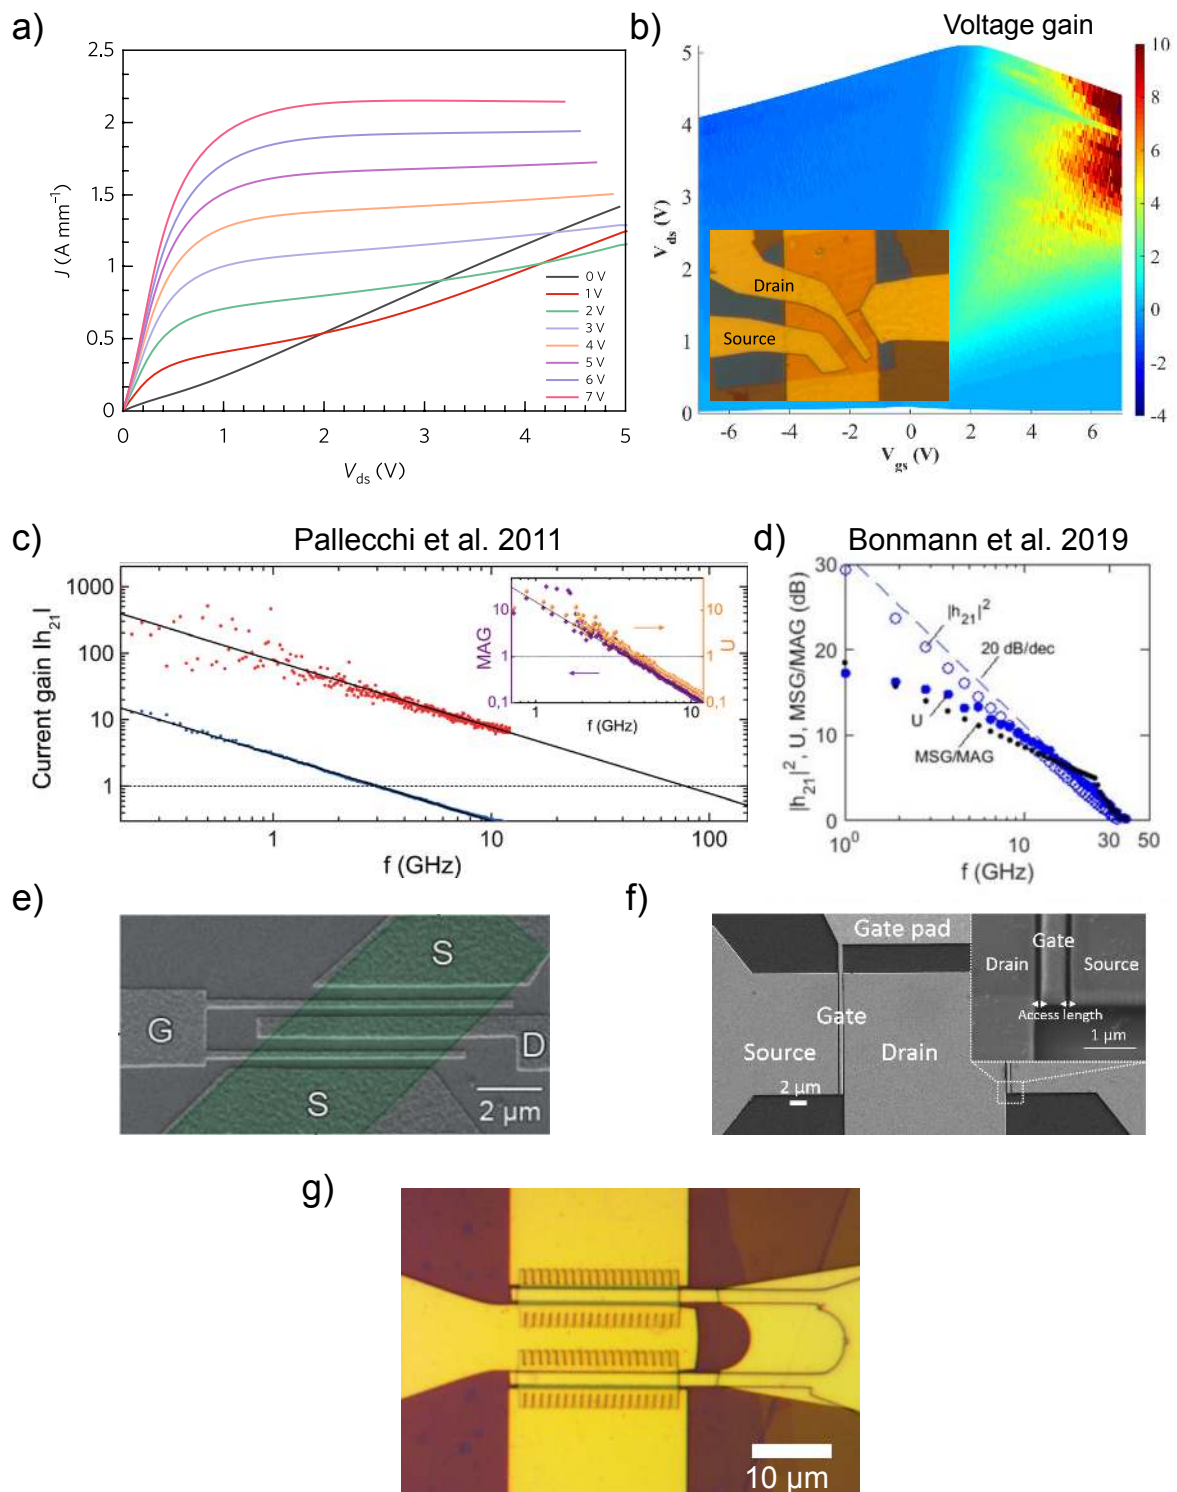 a)
2.5
2
1.5
1
0.5
0
J (A mm⁻¹)
0 V
1 V
2 V
3 V
4 V
5 V
6 V
7 V
0 1 2 3 4 5
Vds (V)
b)
Voltage gain
5
4
3
2
1
0
Vds (V)
Drain
Source
-6 -4 -2 0 2 4 6
Vgs (V)
10
8
6
4
2
0
-2
-4
c)
Pallecchi et al. 2011
1000
100
10
1
Current gain |h21|
10
1
0,1
MAG
10
1
0,1
U
1 10
f (GHz)
1 10 100
f (GHz)
d)
Bonmann et al. 2019
30
20
10
0
|h21|², U, MSG/MAG (dB)
|h21|²
20 dB/dec
U
MSG/MAG
10⁰ 10 30 50
f (GHz)
e)
S
G
D
S
2 μm
f)
Gate pad
Gate
Source Drain
2 μm
Gate
Drain Source
Access length
1 μm
g)
10 μm